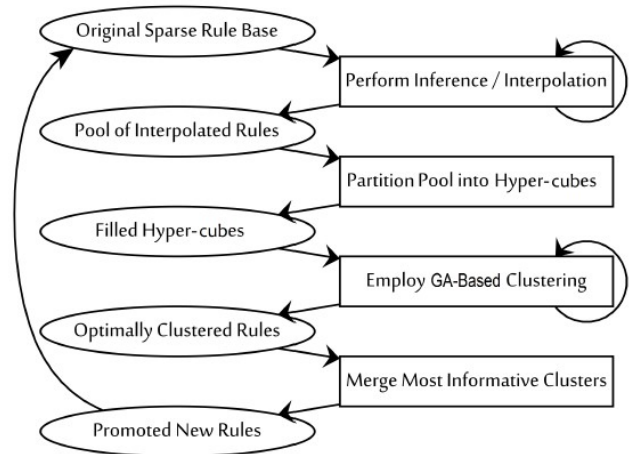 Original Sparse Rule Base
Perform Inference / Interpolation
Pool of Interpolated Rules
Partition Pool into Hyper-cubes
Filled Hyper-cubes
Employ GA-Based Clustering
Optimally Clustered Rules
Merge Most Informative Clusters
Promoted New Rules